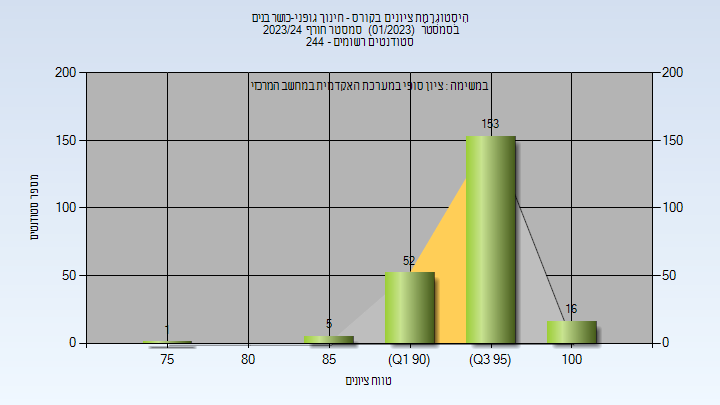 היסטוגרמת ציונים בקורס - חינוך גופני-כושר בנים
בסמסטר (01/2023) סמסטר חורף 2023/24
סטודנטים רשומים - 244
במשימה : ציון סופי במערכת האקדמית במחשב המרכזי
200
150
100
50
0
200
150
100
50
0
מספר סטודנטים
1
5
52
153
16
75
80
85
(Q1 90)
(Q3 95)
100
טווח ציונים